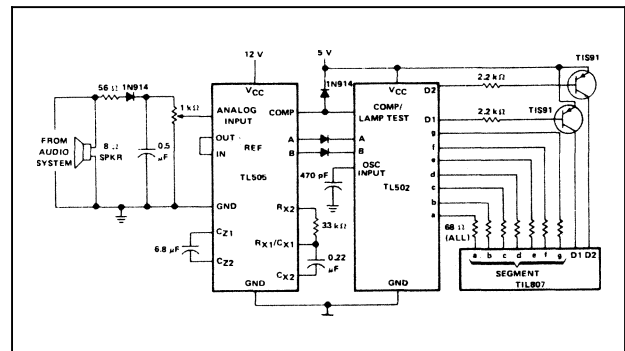 12 V
5 V
TIS91
56 Ω 1N914
VCC
1N914
VCC
D2
2.2 kΩ
1 kΩ
ANALOG
INPUT
COMP
COMP/
LAMP TEST
TIS91
D1
2.2 kΩ
OUT
REF
IN
A
B
A
B
g
FROM
AUDIO
SYSTEM
8 Ω
SPKR
0.5
μF
TL505
OSC
INPUT
f
e
470 pF
TL502
d
c
GND
RX2
b
33 kΩ
a
68 Ω
(ALL)
CZ1
RX1/CX1
6.8 μF
CZ2
CX2
0.22
μF
a b c d e f g D1 D2
GND
GND
SEGMENT
TIL807